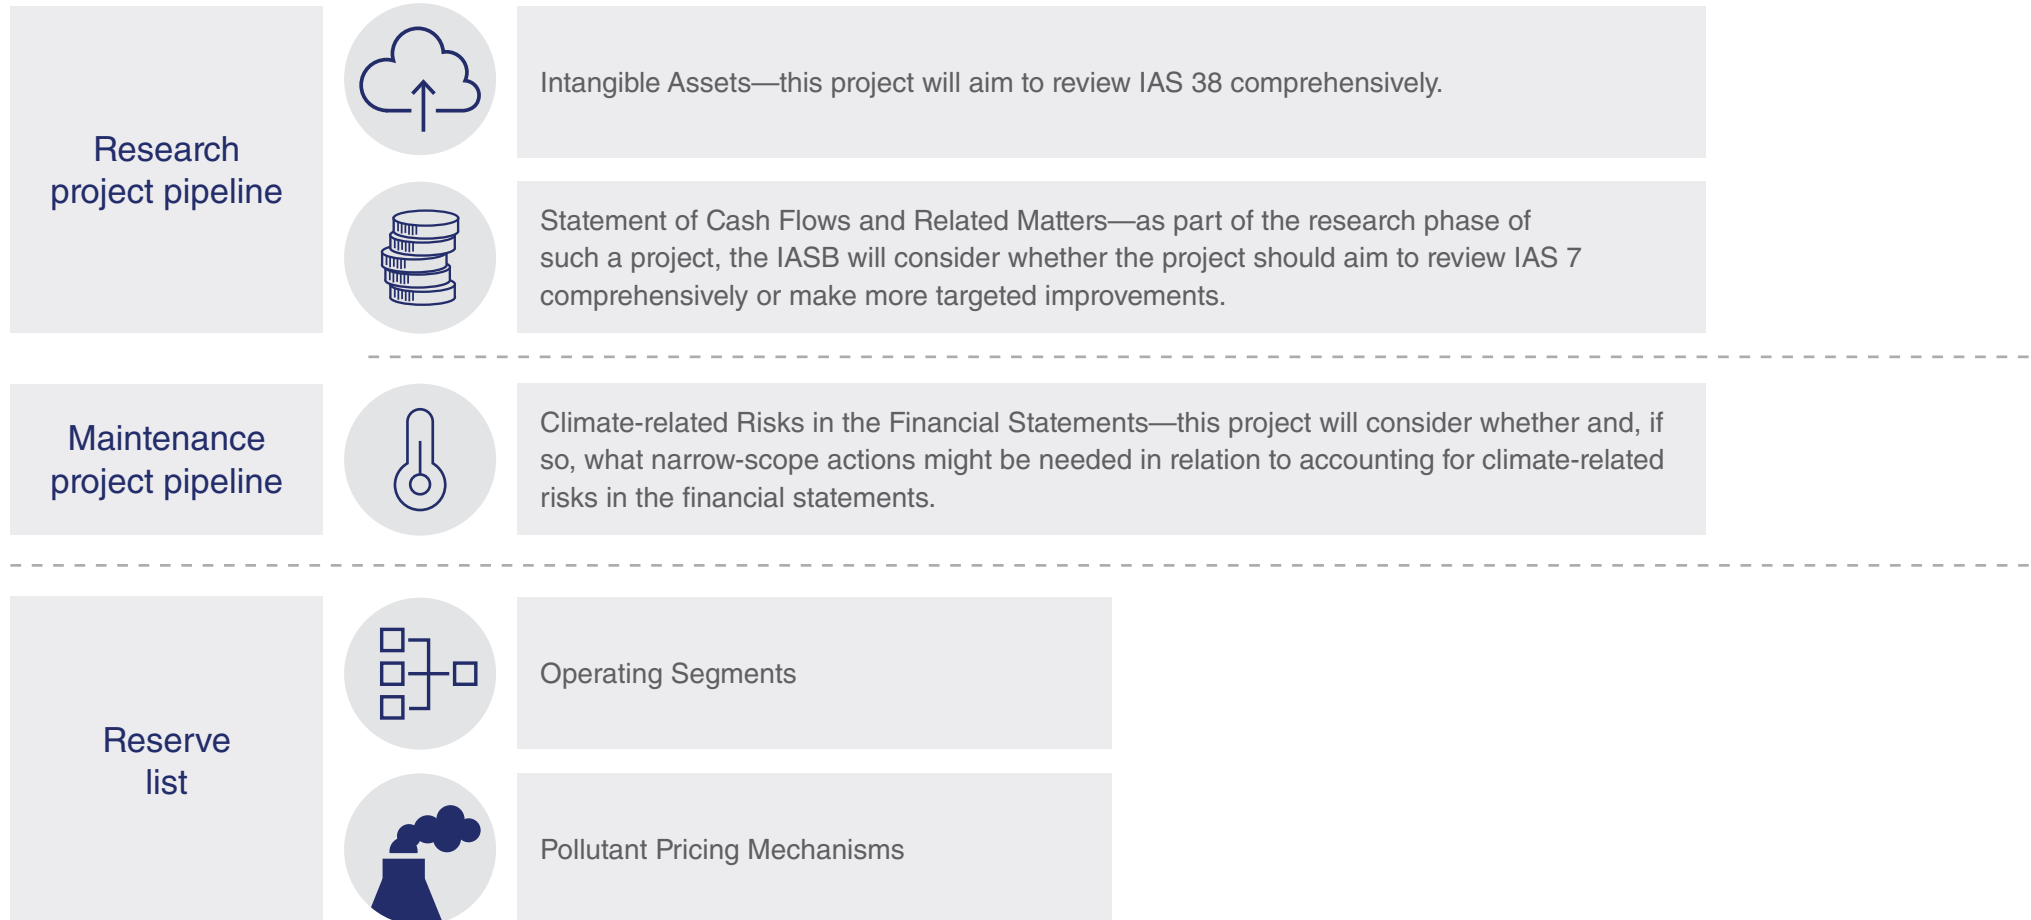 Research
project pipeline
Intangible Assets—this project will aim to review IAS 38 comprehensively.
Statement of Cash Flows and Related Matters—as part of the research phase of
such a project, the IASB will consider whether the project should aim to review IAS 7
comprehensively or make more targeted improvements.
Maintenance
project pipeline
Climate-related Risks in the Financial Statements—this project will consider whether and, if
so, what narrow-scope actions might be needed in relation to accounting for climate-related
risks in the financial statements.
Reserve
list
Operating Segments
Pollutant Pricing Mechanisms